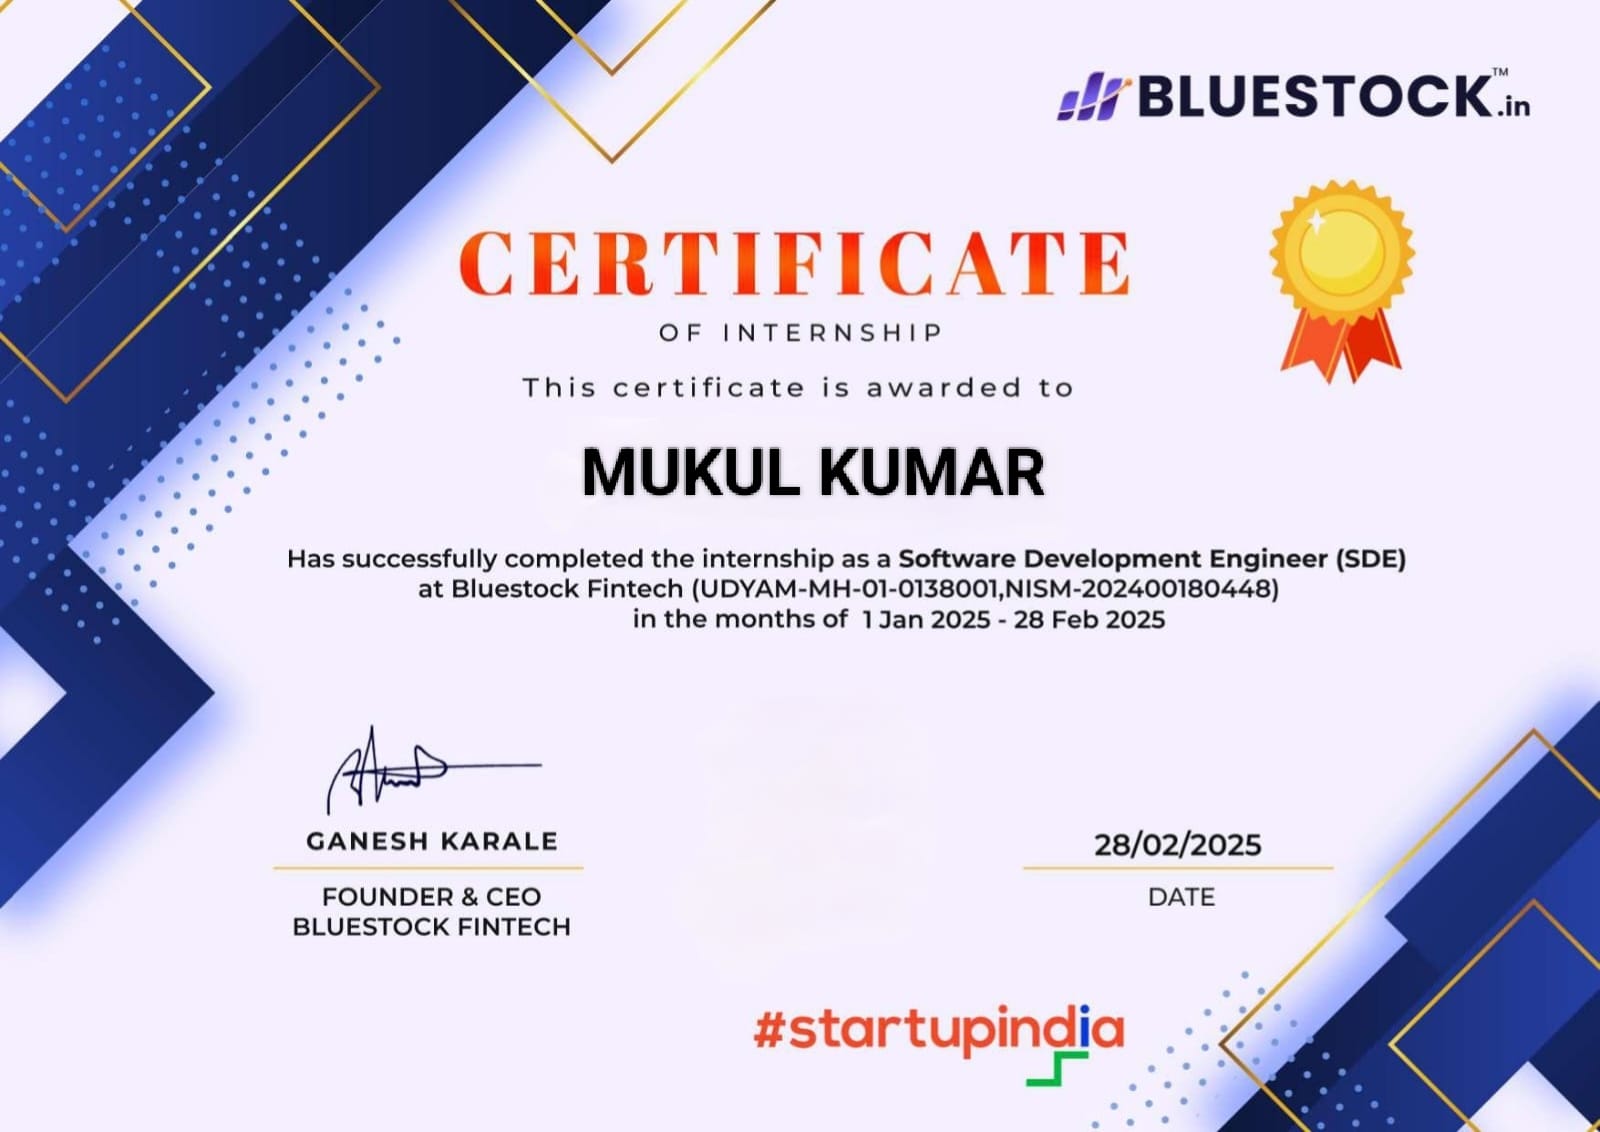 BLUESTOCK™.in
CERTIFICATE
OF INTERNSHIP
This certificate is awarded to
MUKUL KUMAR
Has successfully completed the internship as a Software Development Engineer (SDE)
at Bluestock Fintech (UDYAM-MH-01-0138001,NISM-202400180448)
in the months of 1 Jan 2025 - 28 Feb 2025
GANESH KARALE
FOUNDER & CEO
BLUESTOCK FINTECH
28/02/2025
DATE
#startupindia